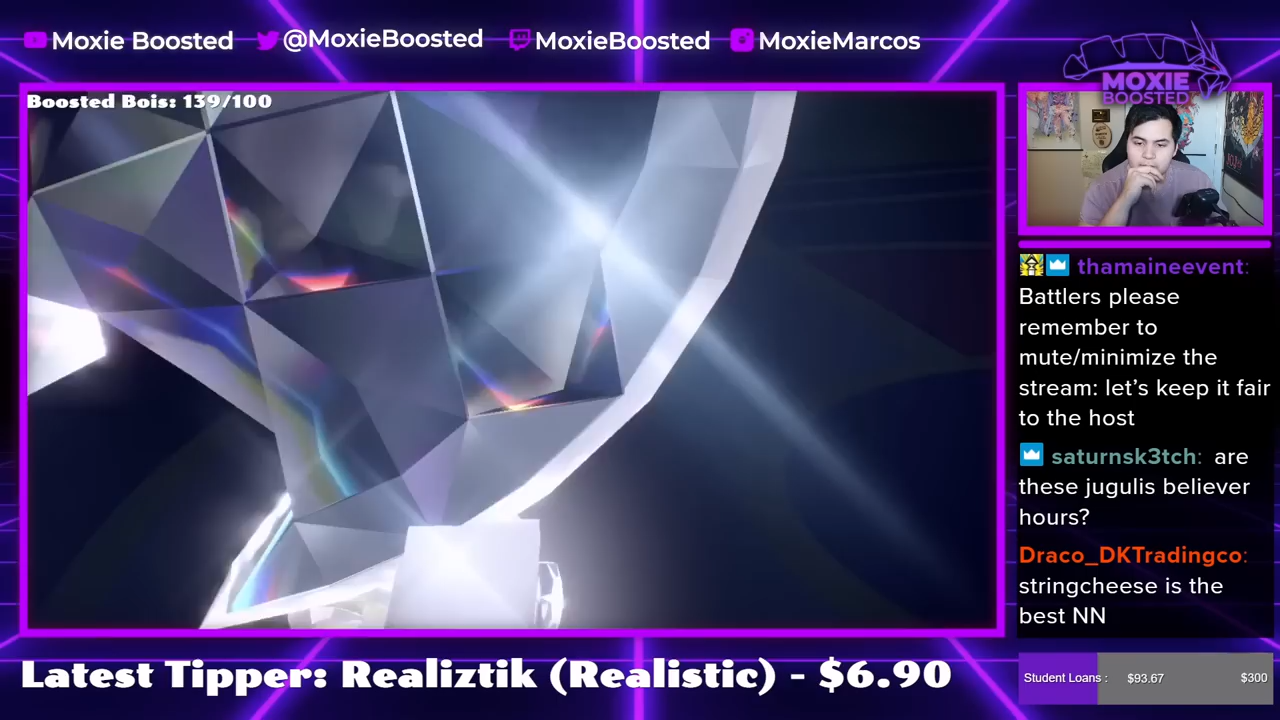 Moxie Boosted
@MoxieBoosted
MoxieBoosted
MoxieMarcos
MOXIE
BOOSTED
Boosted Bois: 139/100
thamaineevent:
Battlers please
remember to
mute/minimize the
stream: let's keep it fair
to the host
saturnsk3tch: are
these jugulis believer
hours?
Draco_DKTradingco:
stringcheese is the
best NN
Latest Tipper: Realiztik (Realistic) - $6.90
Student Loans : $93.67 $300